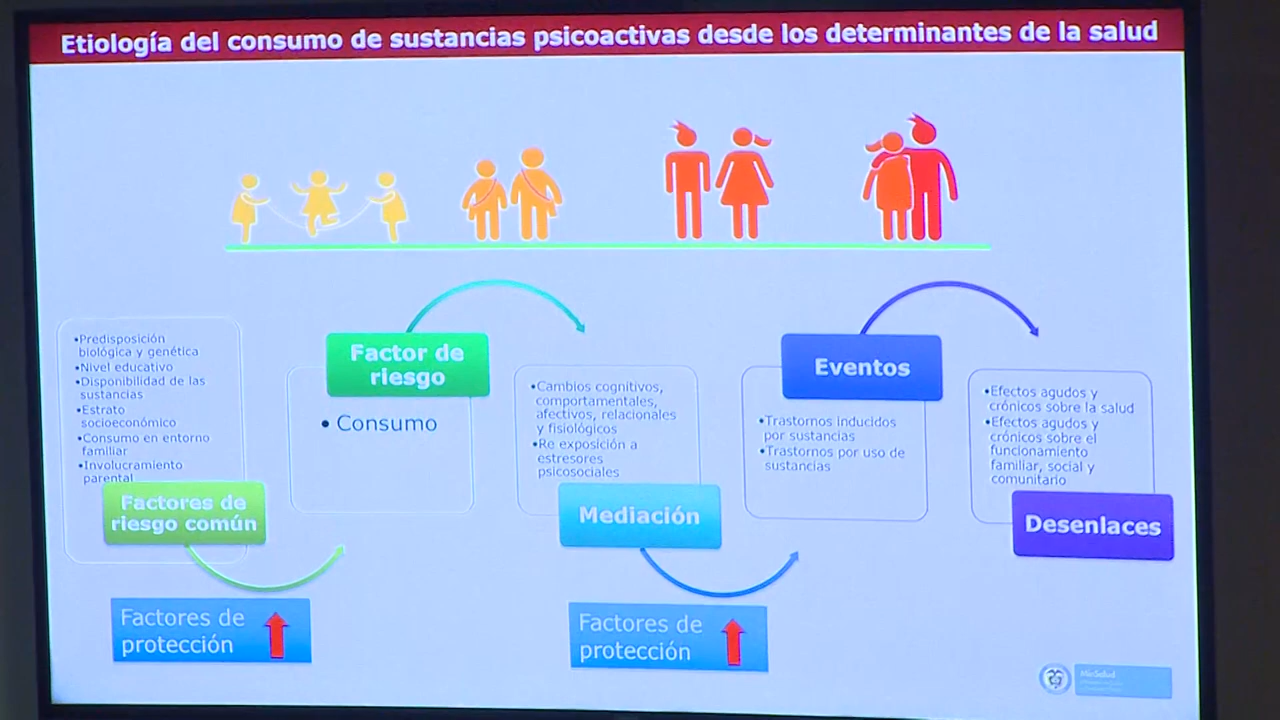 Etiología del consumo de sustancias psicoactivas desde los determinantes de la salud
•Predisposición
biológica y genética
•Nivel educativo
•Disponibilidad de las
sustancias
•Estrato
socioeconómico
•Consumo en entorno
familiar
•Involucramiento
parental
Factores de
riesgo común
Factor de
riesgo
• Consumo
•Cambios cognitivos,
comportamentales,
afectivos, relacionales
y fisiológicos
•Re exposición a
estresores
psicosociales
Mediación
Eventos
•Trastornos inducidos
por sustancias
•Trastornos por uso de
sustancias
•Efectos agudos y
crónicos sobre la salud
•Efectos agudos y
crónicos sobre el
funcionamiento
familiar, social y
comunitario
Desenlaces
Factores de
protección
Factores de
protección
MinSalud